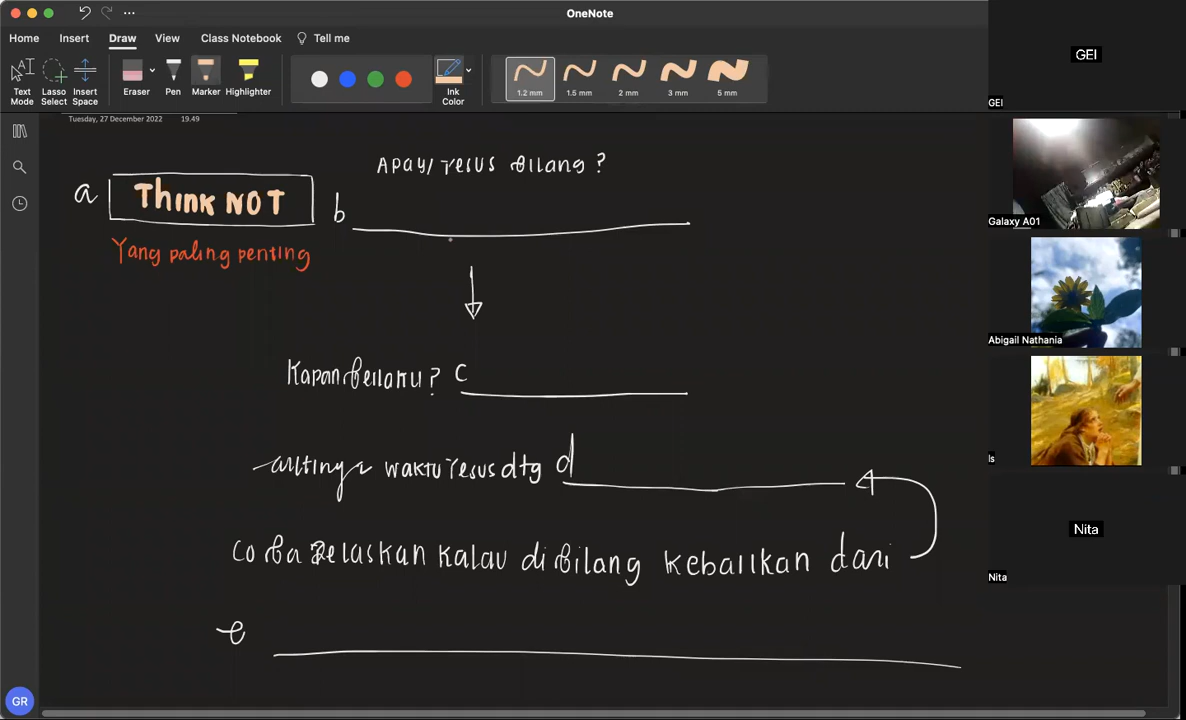 OneNote
Home Insert Draw View Class Notebook Tell me
Text Mode
Lasso Select
Insert Space
Eraser
Pen
Marker
Highlighter
Ink Color
1.2 mm
1.5 mm
2 mm
3 mm
5 mm
Tuesday, 27 December 2022 19.49
Apay/ Yesus Bilang ?
a Think NOT b
Yang paling penting
Kapan berlaku? c
artinya waktu Yesus dtg d
Coba Jelaskan kalau dibilang kebalikan dari
e
GR
GEI
GEI
Galaxy A01
Abigail Nathania
ls
Nita
Nita